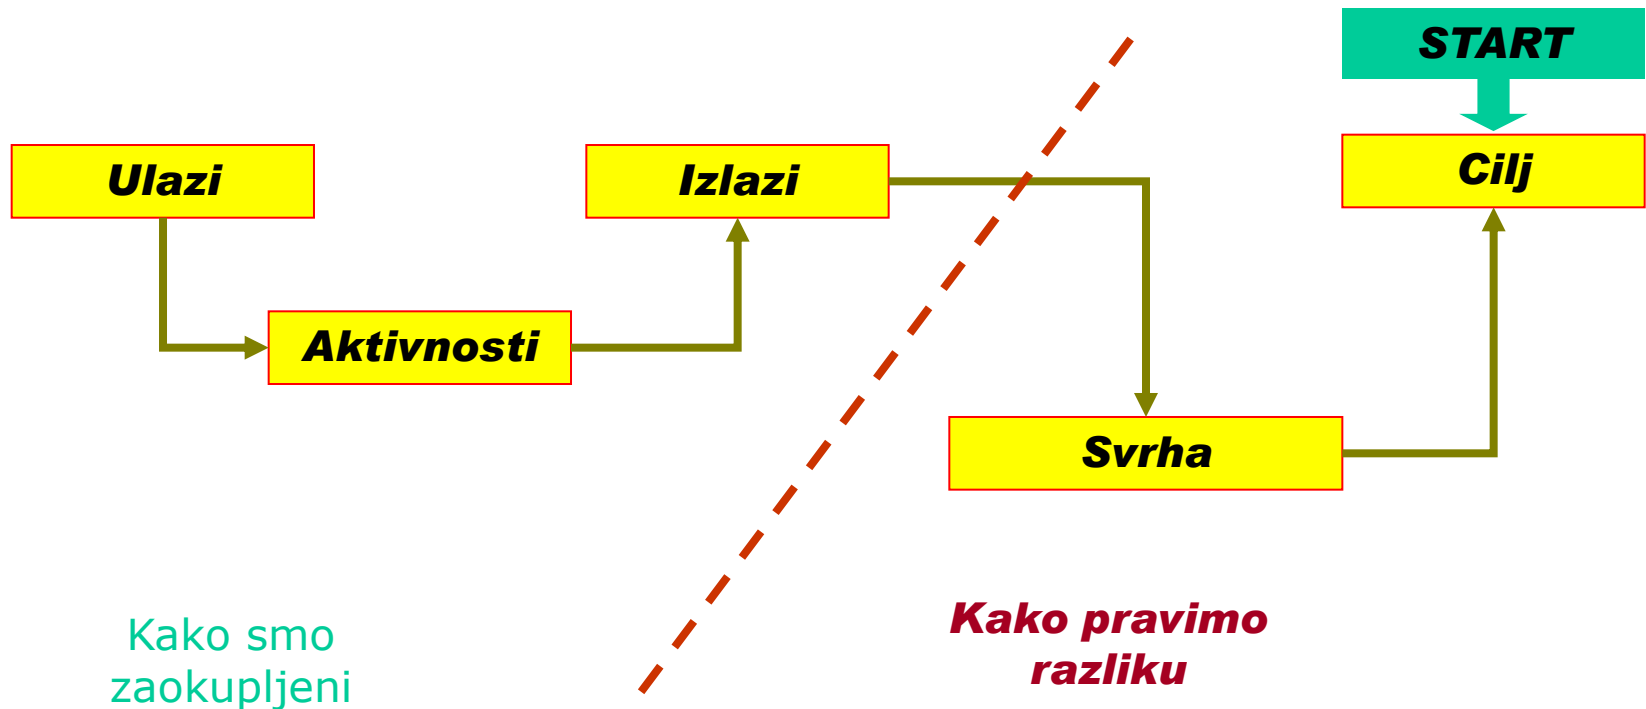 START
Ulazi
Izlazi
Cilj
Aktivnosti
Svrha
Kako smo
zaokupljeni
Kako pravimo
razliku